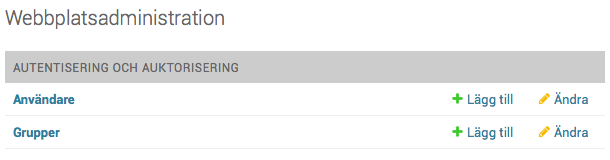 Webbplatsadministration
AUTENTISERING OCH AUKTORISERING
Användare Lägg till Ändra
Grupper Lägg till Ändra